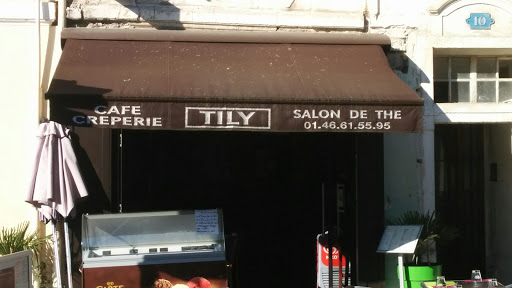 10
CAFE
CREPERIE
TILY
SALON DE THE
01.46.61.55.95